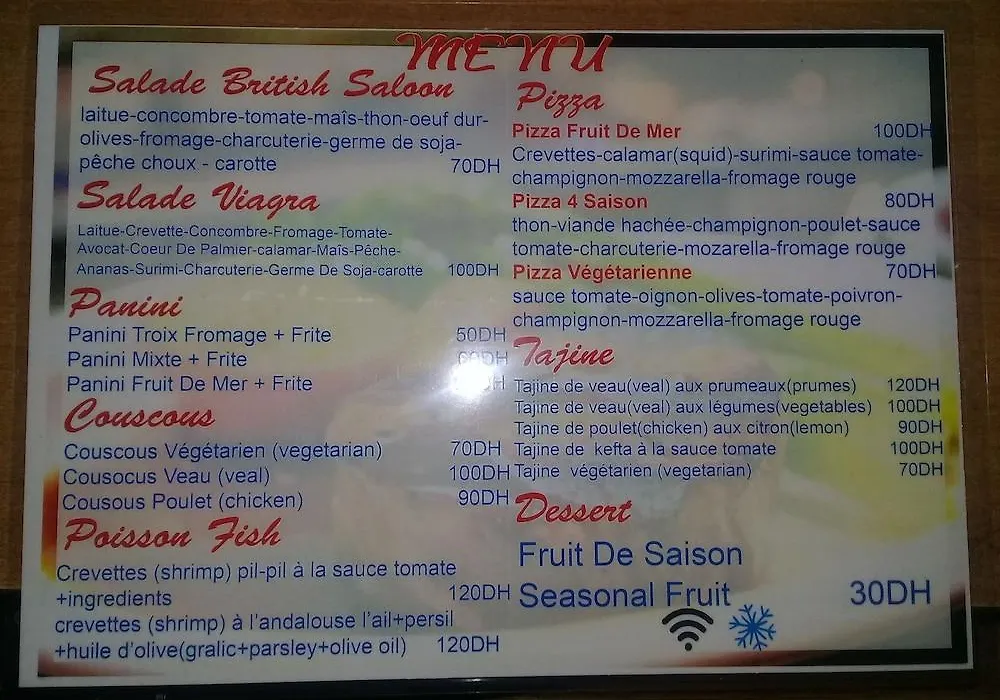 MENU
Salade British Saloon
laitue-concombre-tomate-maîs-thon-oeuf dur-
olives-fromage-charcuterie-germe de soja-
pêche choux - carotte 70DH
Salade Viagra
Laitue-Crevette-Concombre-Fromage-Tomate-
Avocat-Coeur De Palmier-calamar-Maîs-Pêche-
Ananas-Surimi-Charcuterie-Germe De Soja-carotte 100DH
Panini
Panini Troix Fromage + Frite 50DH
Panini Mixte + Frite
Panini Fruit De Mer + Frite
Couscous
Couscous Végétarien (vegetarian) 70DH
Cousocus Veau (veal) 100DH
Cousous Poulet (chicken) 90DH
Poisson Fish
Crevettes (shrimp) pil-pil à la sauce tomate
+ingredients 120DH
crevettes (shrimp) à l'andalouse l'ail+persil
+huile d'olive(gralic+parsley+olive oil) 120DH
Pizza
Pizza Fruit De Mer 100DH
Crevettes-calamar(squid)-surimi-sauce tomate-
champignon-mozzarella-fromage rouge
Pizza 4 Saison 80DH
thon-viande hachée-champignon-poulet-sauce
tomate-charcuterie-mozarella-fromage rouge
Pizza Végétarienne 70DH
sauce tomate-oignon-olives-tomate-poivron-
champignon-mozzarella-fromage rouge
Tajine
Tajine de veau(veal) aux prumeaux(prumes) 120DH
Tajine de veau(veal) aux légumes(vegetables) 100DH
Tajine de poulet(chicken) aux citron(lemon) 90DH
Tajine de kefta à la sauce tomate 100DH
Tajine végétarien (vegetarian) 70DH
Dessert
Fruit De Saison
Seasonal Fruit 30DH